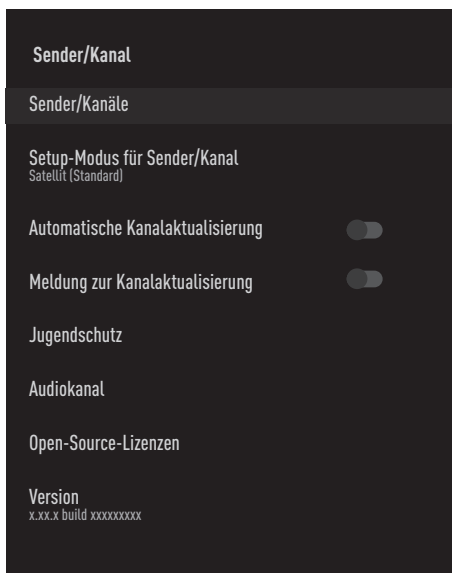 Sender/Kanal
Sender/Kanäle
Setup-Modus für Sender/Kanal
Satellit (Standard)
Automatische Kanalaktualisierung
Meldung zur Kanalaktualisierung
Jugendschutz
Audiokanal
Open-Source-Lizenzen
Version
x.xx.x build xxxxxxxxx